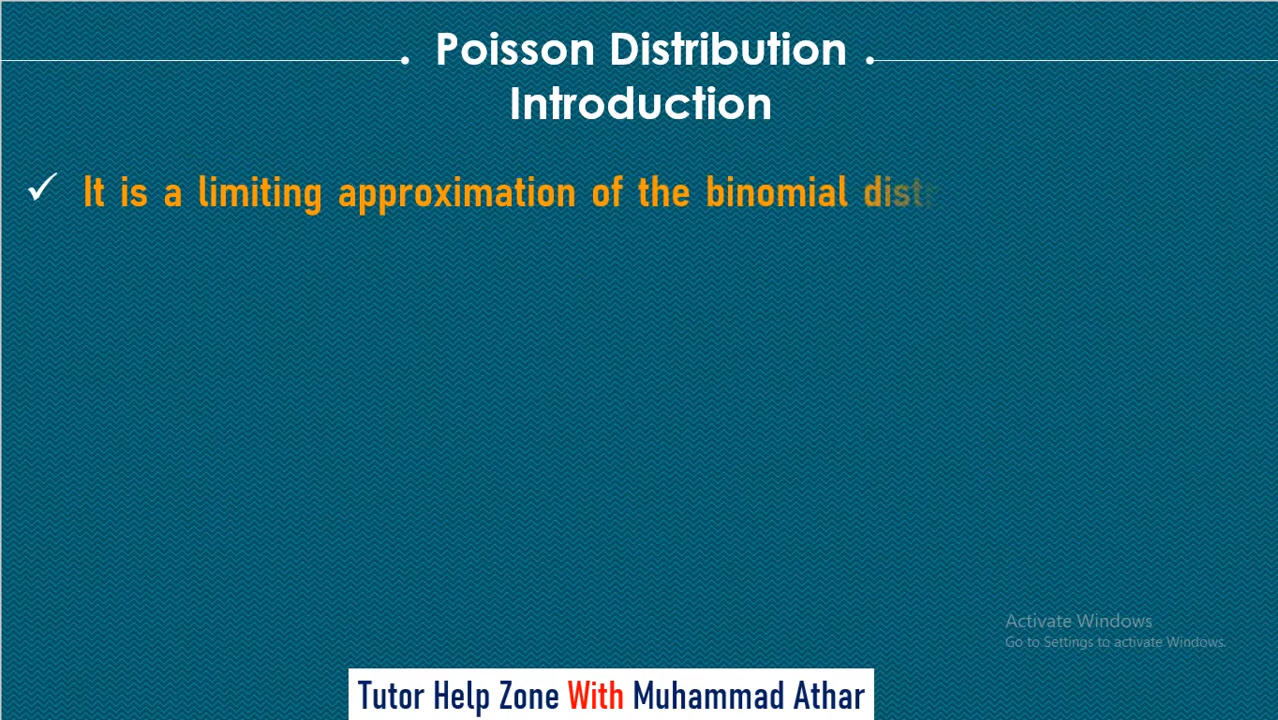 . Poisson Distribution .
Introduction
✓ It is a limiting approximation of the binomial
Activate Windows
Go to Settings to activate Windows.
Tutor Help Zone With Muhammad Athar